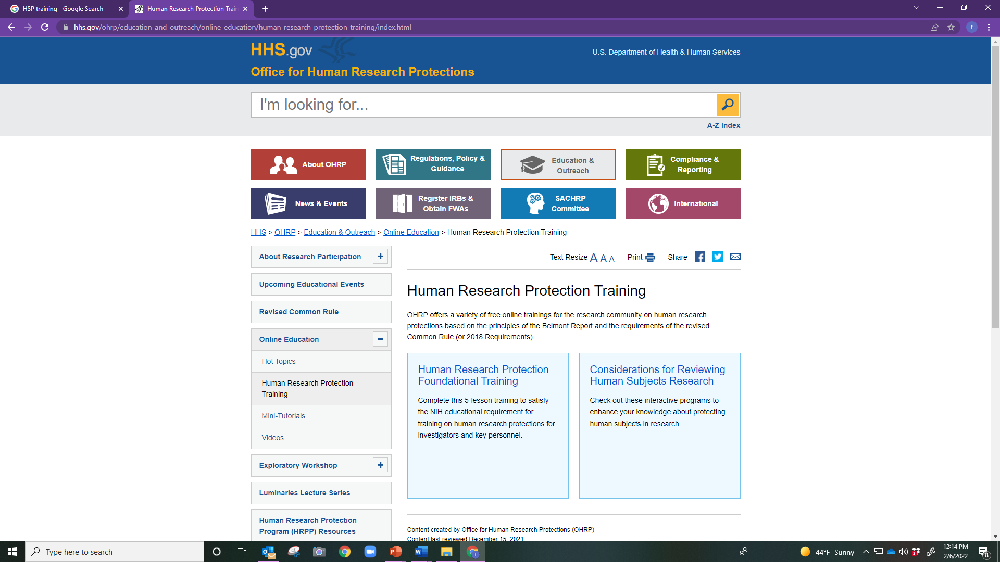 HSP training - Google Search
Human Research Protection Train
hhs.gov/ohrp/education-and-outreach/online-education/human-research-protection-training/index.html
t
HHS.gov
U.S. Department of Health & Human Services
Office for Human Research Protections
I'm looking for...
A-Z Index
About OHRP
Regulations, Policy &
Guidance
Education &
Outreach
Compliance &
Reporting
News & Events
Register IRBs &
Obtain FWAs
SACHRP
Committee
International
HHS > OHRP > Education & Outreach > Online Education > Human Research Protection Training
About Research Participation
Upcoming Educational Events
Revised Common Rule
Online Education
Hot Topics
Human Research Protection
Training
Mini-Tutorials
Videos
Exploratory Workshop
Luminaries Lecture Series
Human Research Protection
Program (HRPP) Resources
Text Resize A A A Print Share
Human Research Protection Training
OHRP offers a variety of free online trainings for the research community on human research
protections based on the principles of the Belmont Report and the requirements of the revised
Common Rule (or 2018 Requirements).
Human Research Protection
Foundational Training
Complete this 5-lesson training to satisfy
the NIH educational requirement for
training on human research protections for
investigators and key personnel.
Considerations for Reviewing
Human Subjects Research
Check out these interactive programs to
enhance your knowledge about protecting
human subjects in research.
Content created by Office for Human Research Protections (OHRP)
Content last reviewed December 15, 2021
Type here to search
44°F Sunny
12:14 PM
2/6/2022
8